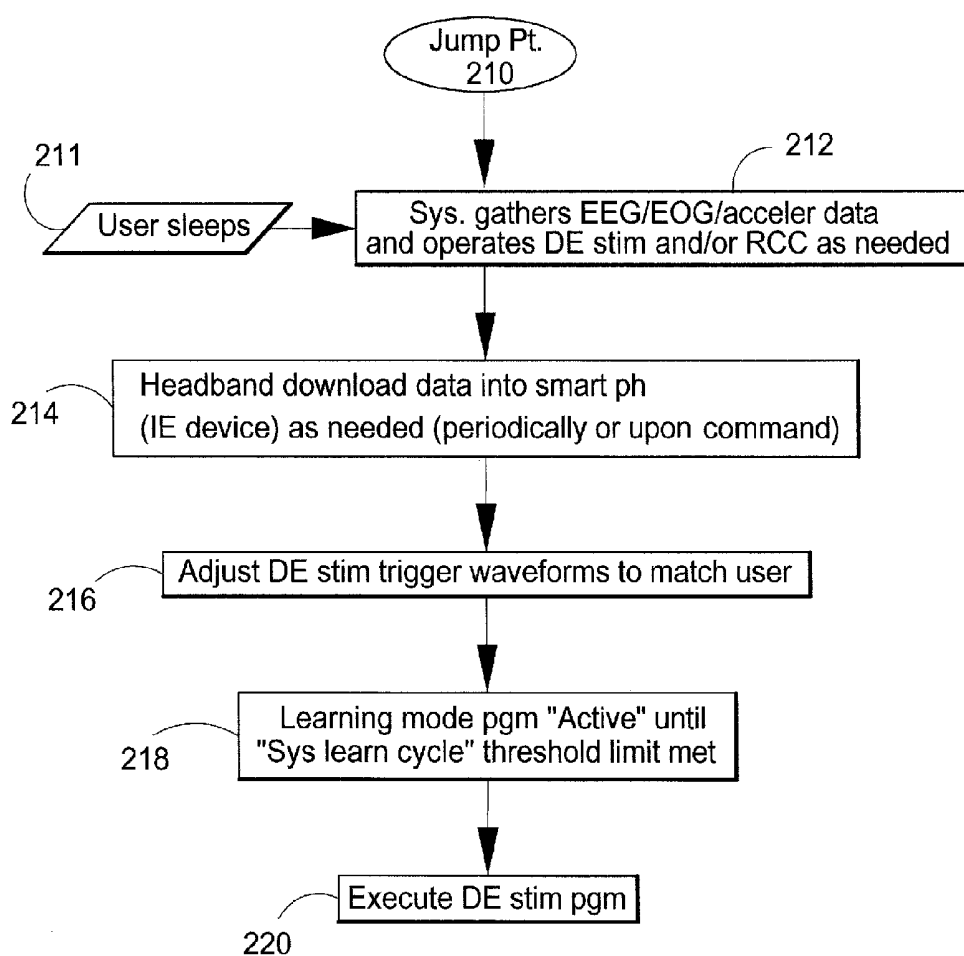 Jump Pt.
210
211
212
User sleeps
Sys. gathers EEG/EOG/acceler data
and operates DE stim and/or RCC as needed
Headband download data into smart ph
214
(IE device) as needed (periodically or upon command)
Adjust DE stim trigger waveforms to match user
216
Learning mode pgm "Active" until
218
"Sys learn cycle" threshold limit met
Execute DE stim pgm
220